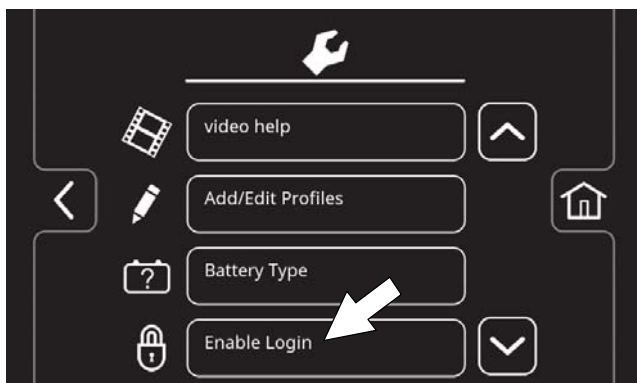 video help
Add/Edit Profiles
?
Battery Type
Enable Login